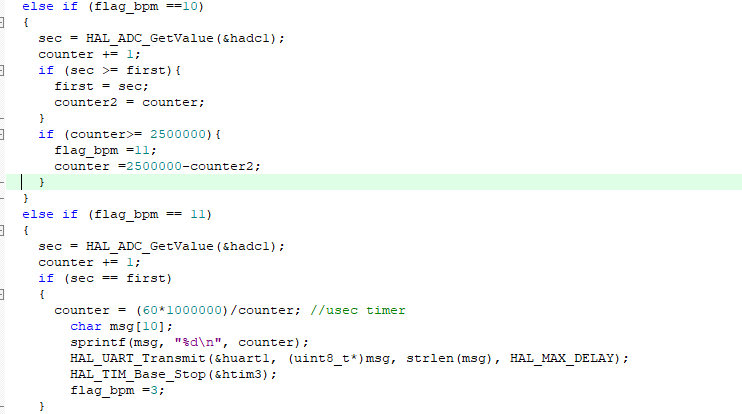 else if (flag_bpm ==10)
{
sec = HAL_ADC_GetValue(&hadc1);
counter += 1;
if (sec >= first){
first = sec;
counter2 = counter;
}
if (counter>= 2500000){
flag_bpm =11;
counter =2500000-counter2;
}
}
else if (flag_bpm == 11)
{
sec = HAL_ADC_GetValue(&hadc1);
counter += 1;
if (sec == first)
{
counter = (60*1000000)/counter; //usec timer
char msg[10];
sprintf(msg, "%d\n", counter);
HAL_UART_Transmit(&huart1, (uint8_t*)msg, strlen(msg), HAL_MAX_DELAY);
HAL_TIM_Base_Stop(&htim3);
flag_bpm =3;
}